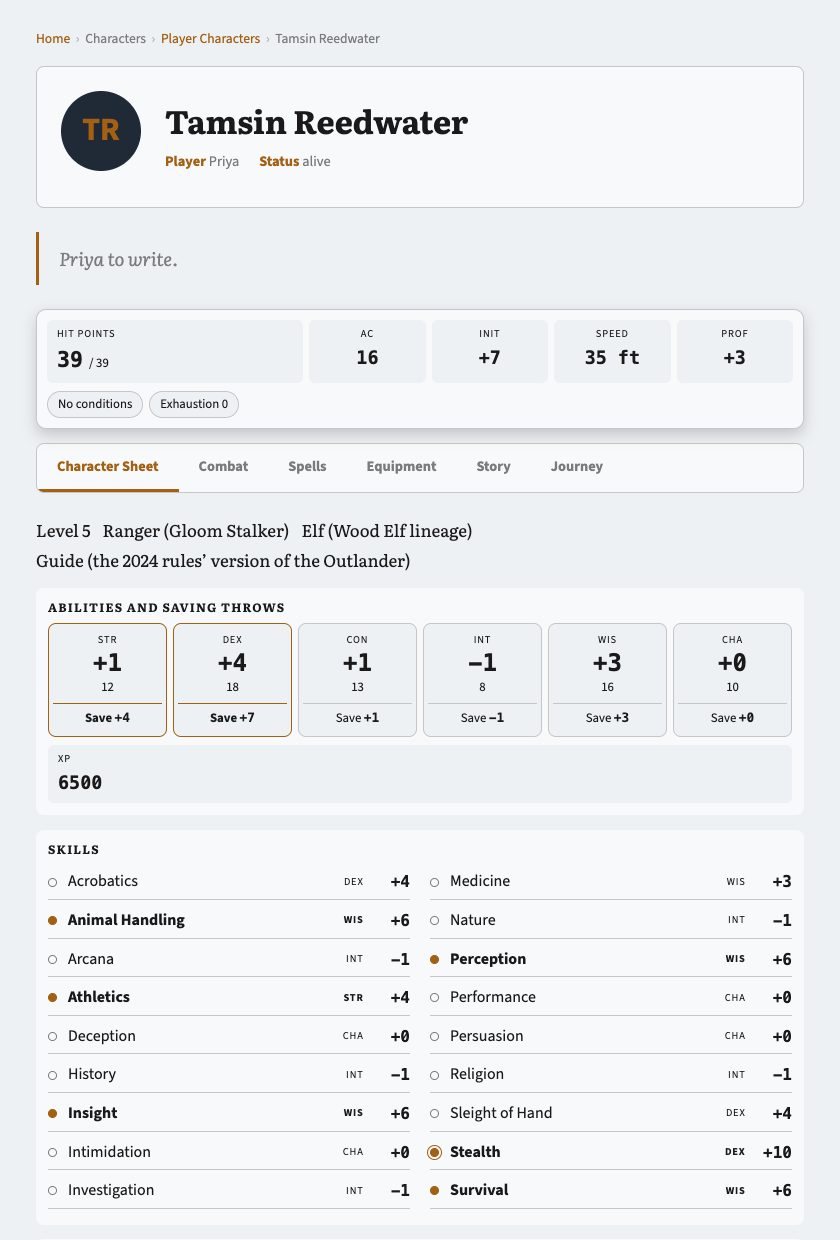 Home › Characters › Player Characters › Tamsin Reedwater
TR
Tamsin Reedwater
Player Priya Status alive
Priya to write.
HIT POINTS
39 / 39
AC
16
INIT
+7
SPEED
35 ft
PROF
+3
No conditions
Exhaustion 0
Character Sheet Combat Spells Equipment Story Journey
Level 5 Ranger (Gloom Stalker) Elf (Wood Elf lineage)
Guide (the 2024 rules’ version of the Outlander)
ABILITIES AND SAVING THROWS
STR
+1
12
Save +4
DEX
+4
18
Save +7
CON
+1
13
Save +1
INT
−1
8
Save −1
WIS
+3
16
Save +3
CHA
+0
10
Save +0
XP
6500
SKILLS
Acrobatics DEX +4
Animal Handling WIS +6
Arcana INT −1
Athletics STR +4
Deception CHA +0
History INT −1
Insight WIS +6
Intimidation CHA +0
Investigation INT −1
Medicine WIS +3
Nature INT −1
Perception WIS +6
Performance CHA +0
Persuasion CHA +0
Religion INT −1
Sleight of Hand DEX +4
Stealth DEX +10
Survival WIS +6